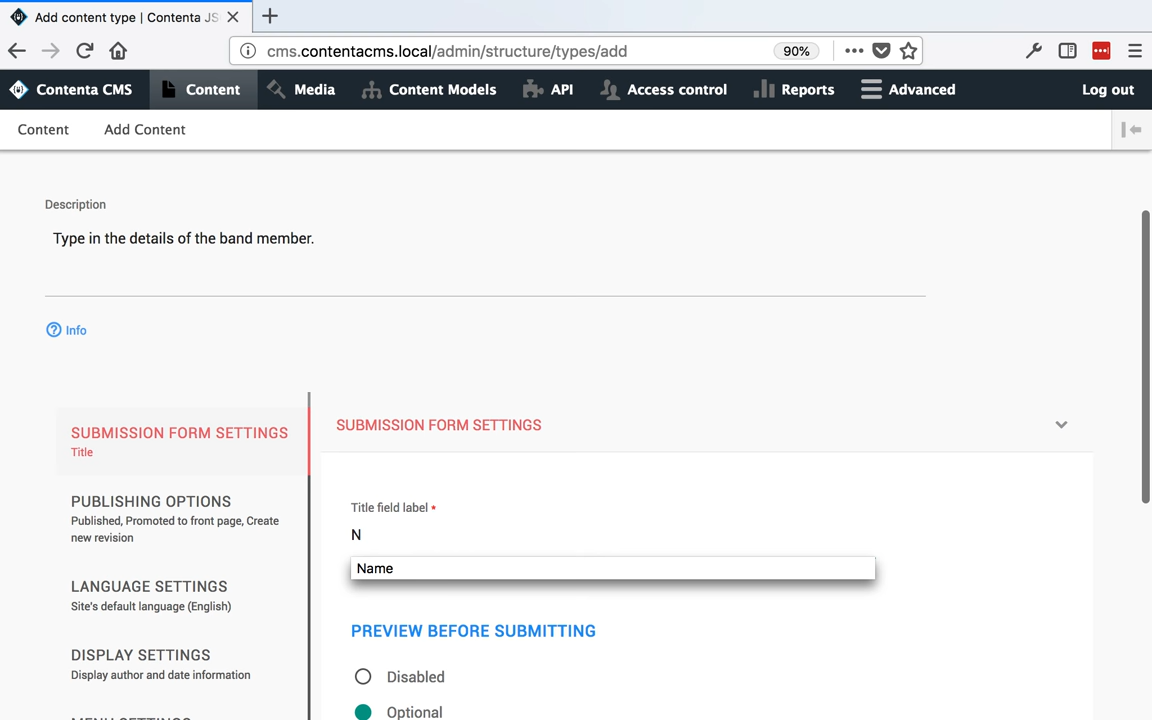 Add content type | Contenta JS
cms.contentacms.local/admin/structure/types/add
90%
Contenta CMS
Content
Media
Content Models
API
Access control
Reports
Advanced
Log out
Content
Add Content
Description
Type in the details of the band member.
Info
SUBMISSION FORM SETTINGS
Title
PUBLISHING OPTIONS
Published, Promoted to front page, Create
new revision
LANGUAGE SETTINGS
Site's default language (English)
DISPLAY SETTINGS
Display author and date information
MENU SETTINGS
SUBMISSION FORM SETTINGS
Title field label *
N
Name
PREVIEW BEFORE SUBMITTING
Disabled
Optional